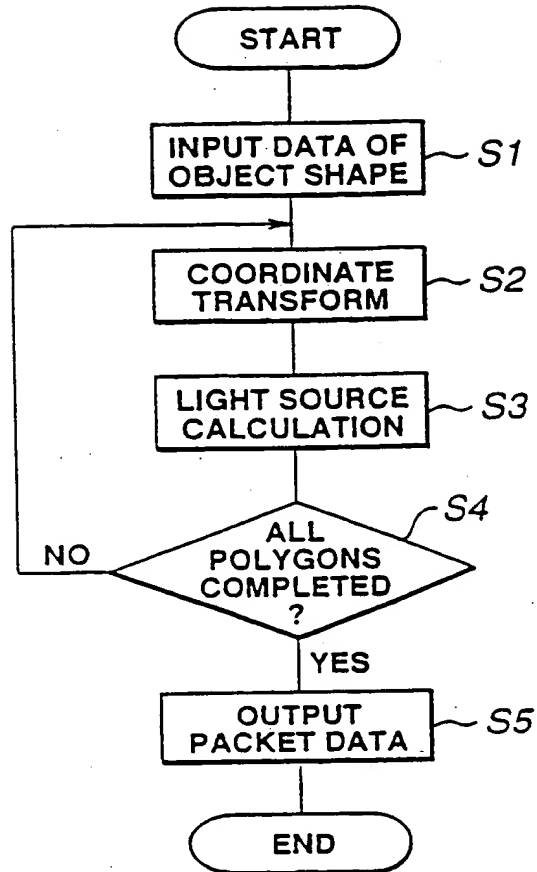 START
INPUT DATA OF
OBJECT SHAPE
S1
COORDINATE
TRANSFORM
S2
LIGHT SOURCE
CALCULATION
S3
S4
ALL
POLYGONS
COMPLETED
?
NO
YES
OUTPUT
PACKET DATA
S5
END